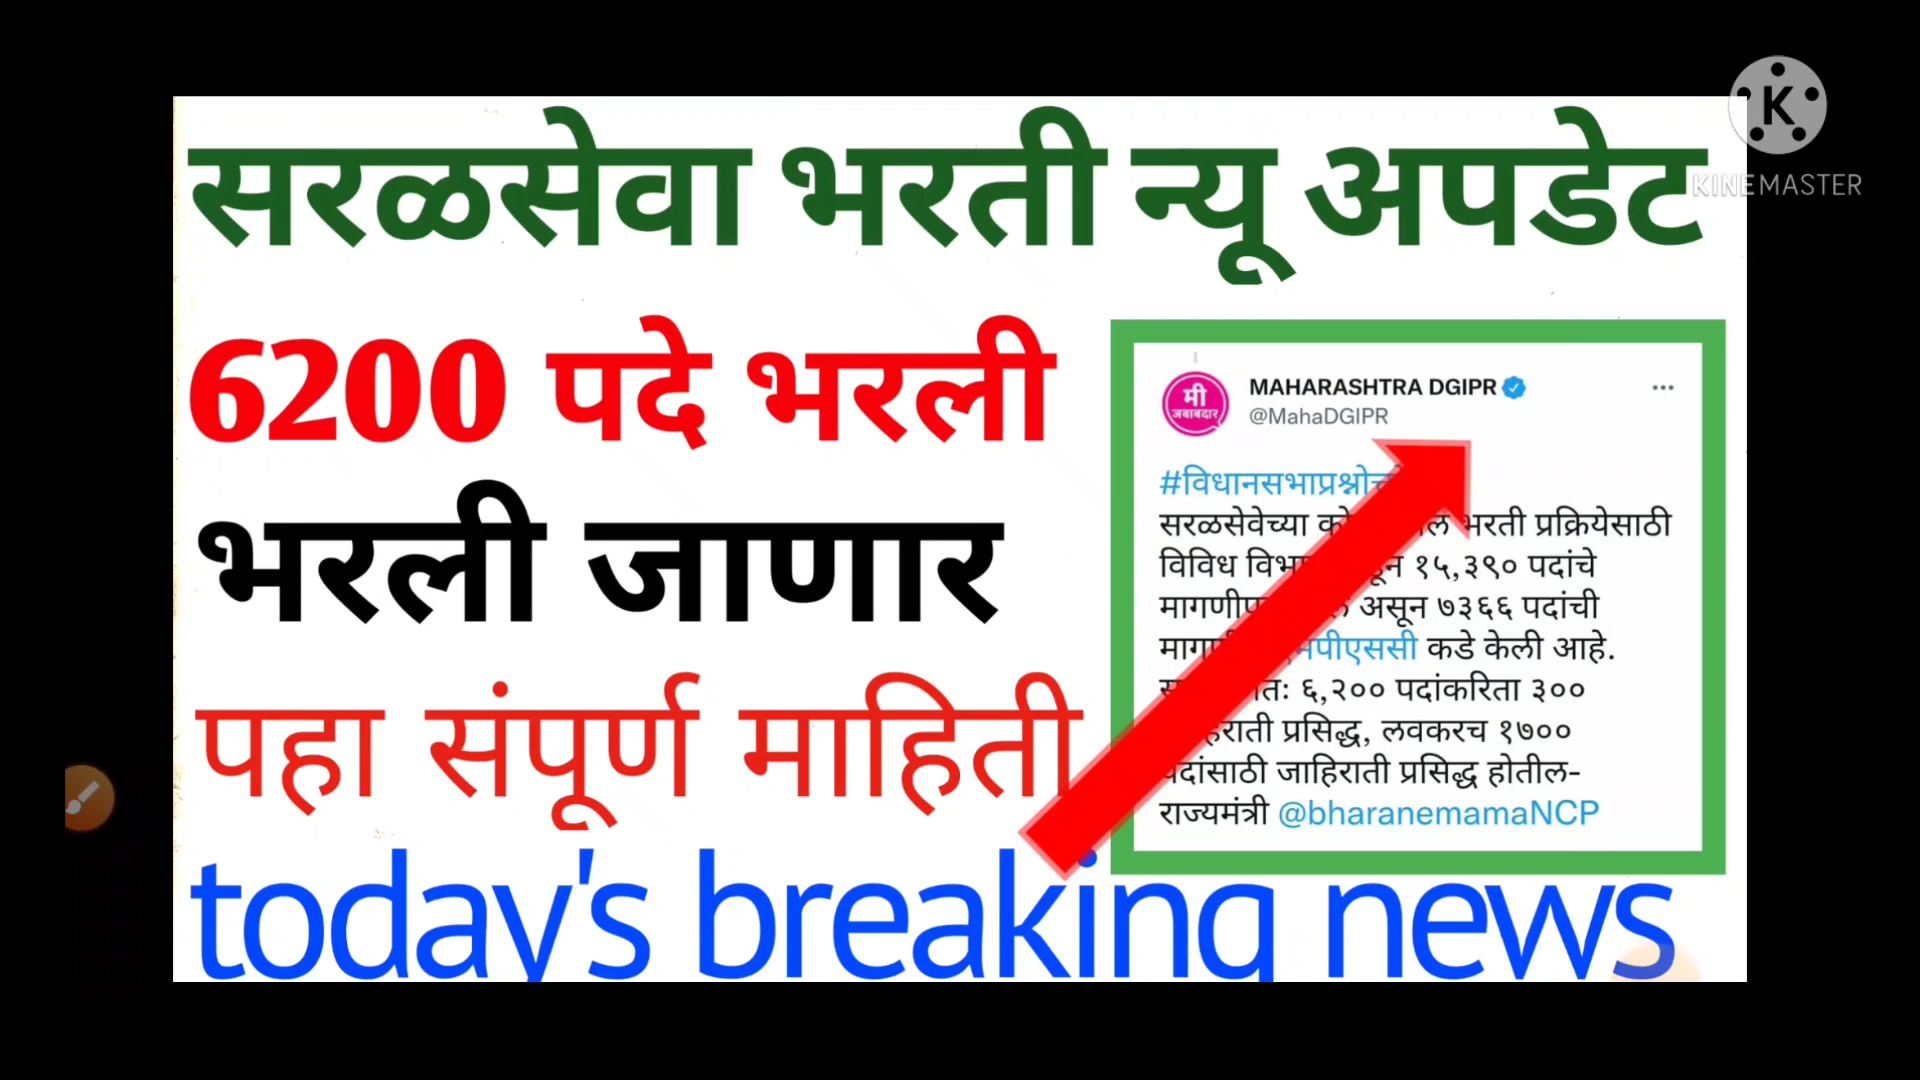 सरळसेवा भरती न्यू अपडेट
K
KINEMASTER
6200 पदे भरली
भरली जाणार
पहा संपूर्ण माहिती
today's breaking news
मी
जबाबदार
MAHARASHTRA DGIPR
@MahaDGIPR
सरळसेवेच्या भरती प्रक्रियेसाठी
विविध १५,३९० पदांचे
असून ७३६६ पदांची
कडे केली आहे.
६,२०० पदांकरिता ३००
प्रसिद्ध, लवकरच १७००
जाहिराती प्रसिद्ध होतील-
राज्यमंत्री @bharanemamaNCP